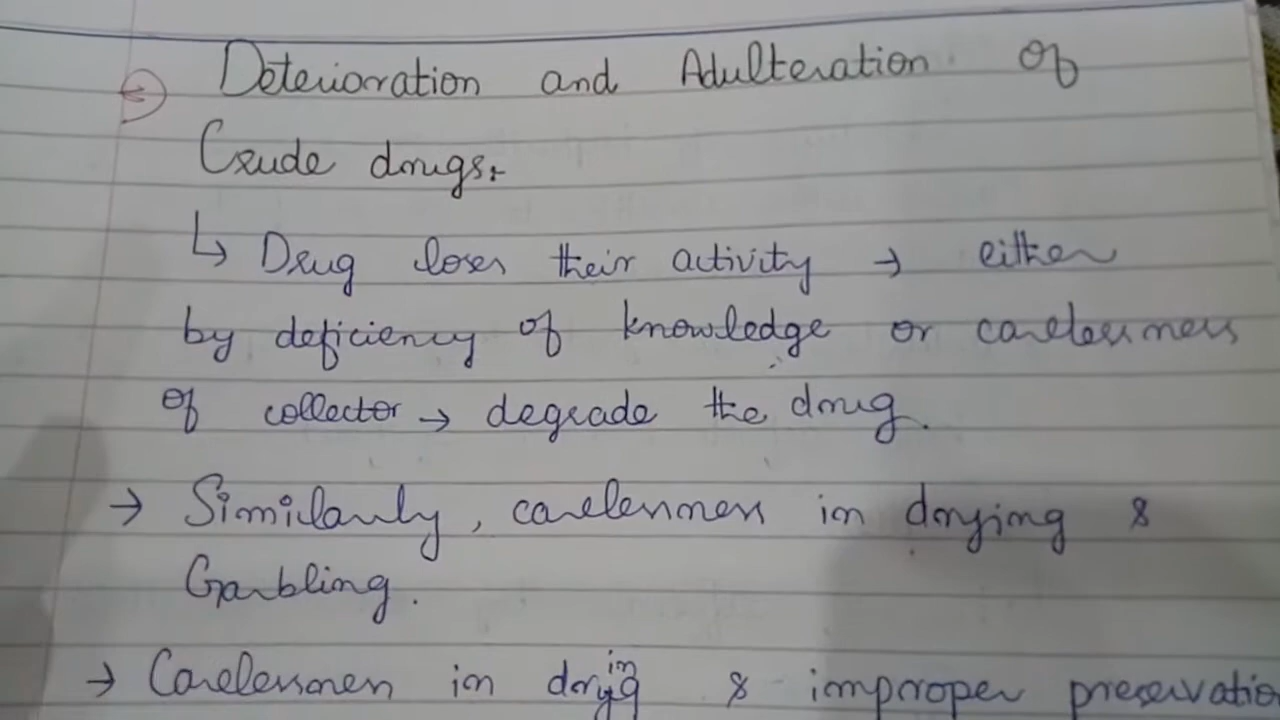 Deterioration and Adulteration of
Crude drugs:
↳ Drug loses their activity → either
by deficiency of knowledge or carelessness
of collector → degrade the drug.
→ Similarly, carelessness in drying &
Garbling.
→ Carelessness in drying & improper preservatio